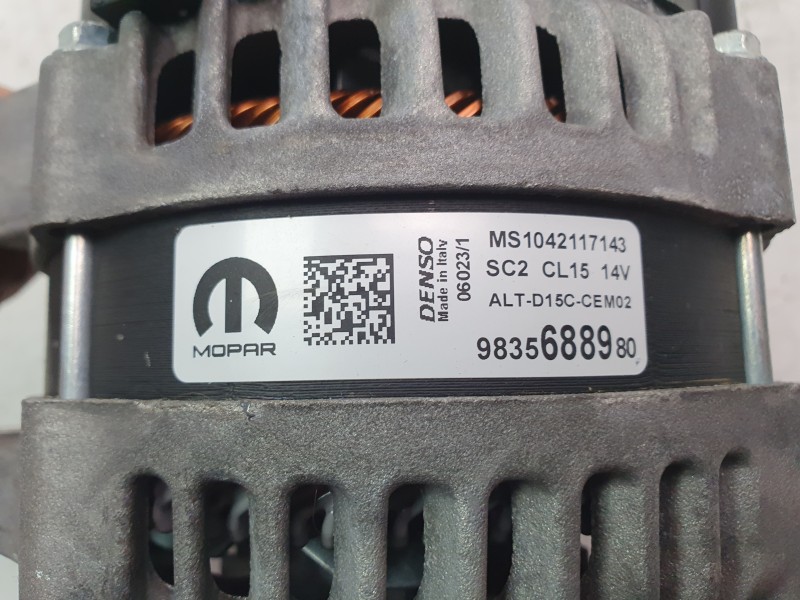 MOPAR
DENSO
Made in Italy
06023/1
MS1042117143
SC2 CL15 14V
ALT-D15C-CEM02
9835688980